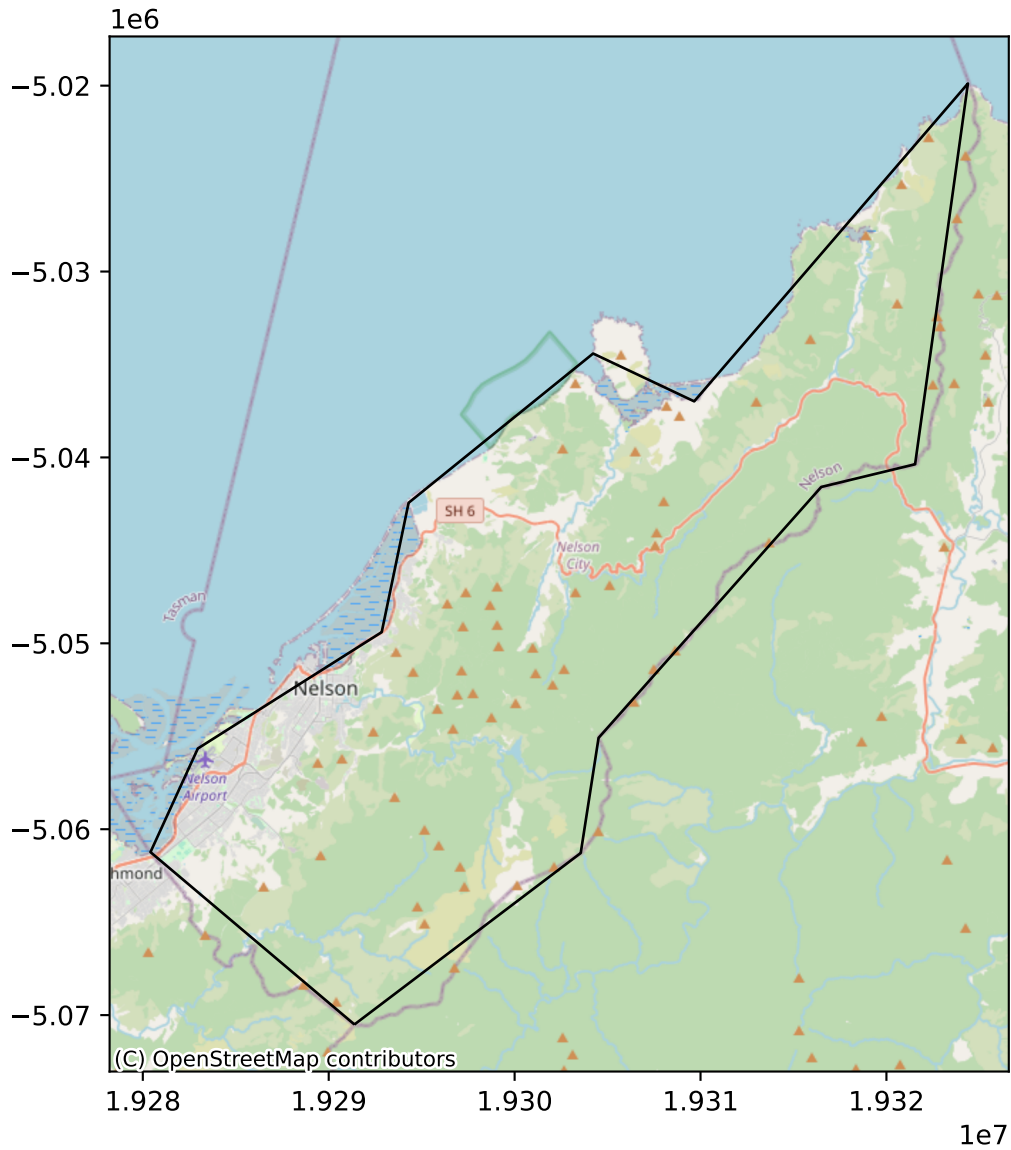 1e6
−5.02
−5.03
−5.04
SH 6
Nelson
Nelson
City
Tasman
−5.05
Nelson
Nelson
Airport
−5.06
hmond
−5.07
(C) OpenStreetMap contributors
1.928 1.929 1.930 1.931 1.932
1e7